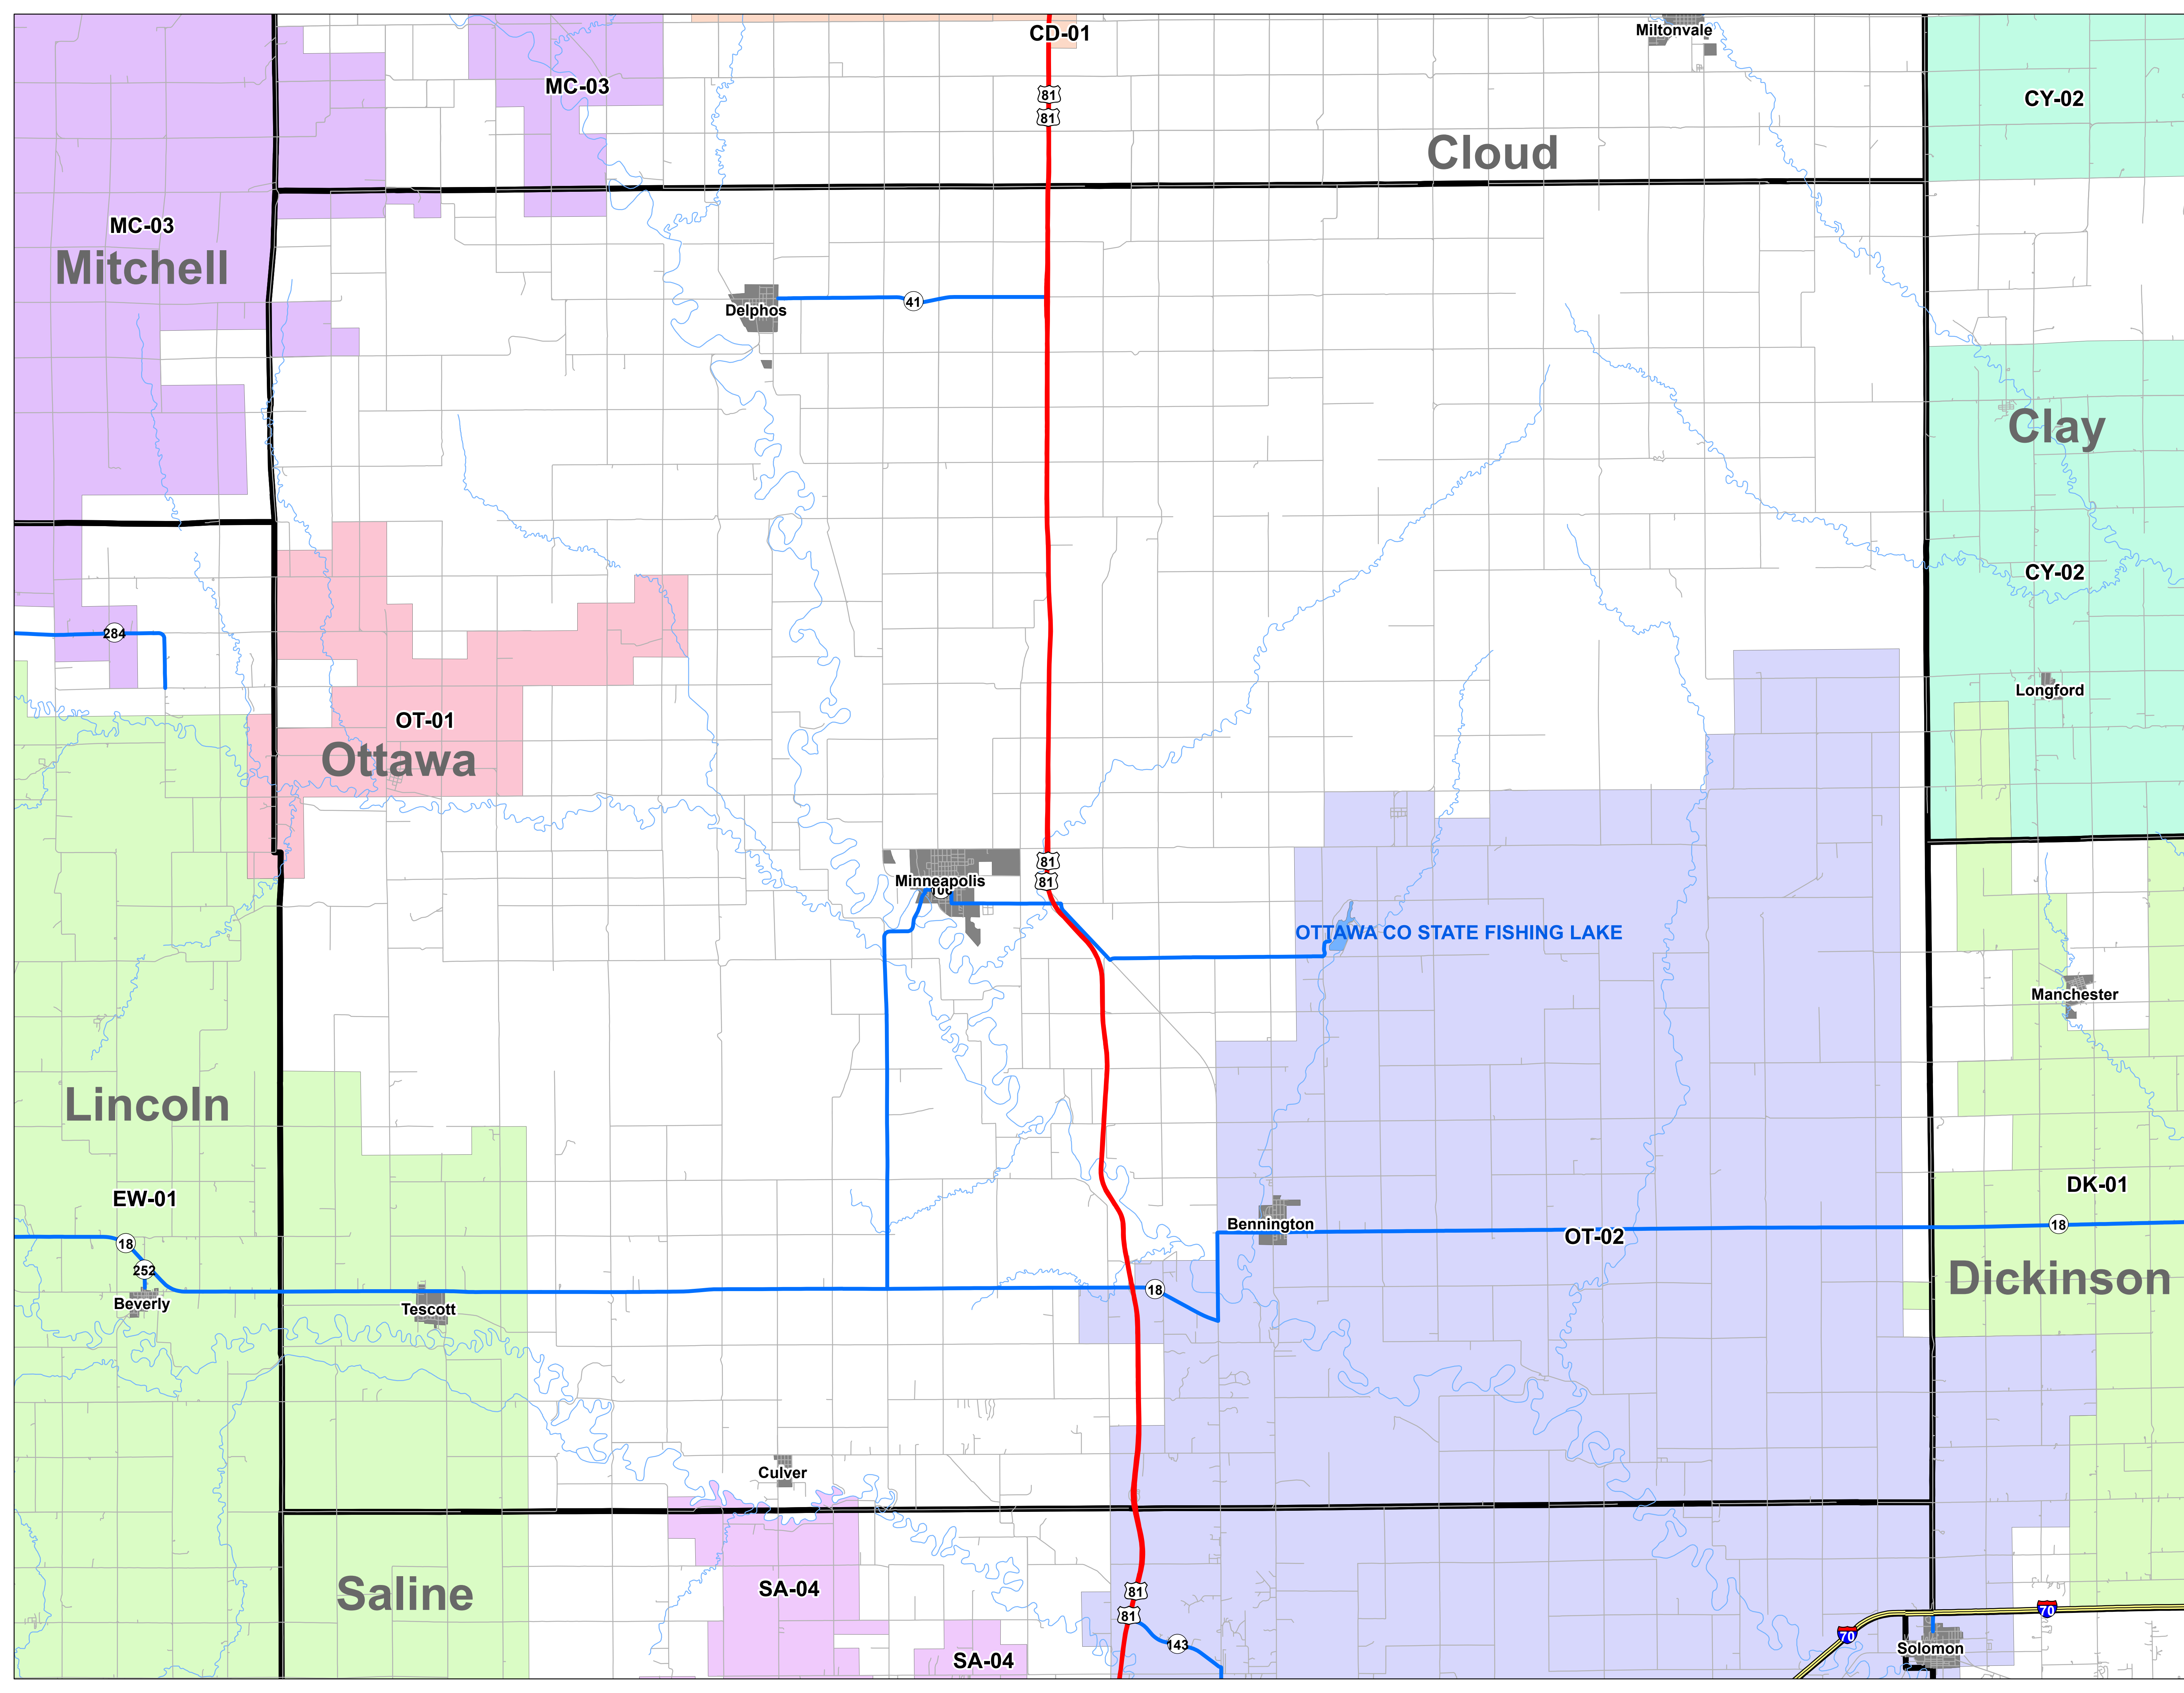 CD-01
Miltonvale
MC-03
81
81
CY-02
Cloud
MC-03
Mitchell
Delphos
41
Clay
CY-02
284
Longford
OT-01
Ottawa
81
Minneapolis
81
OTTAWA CO STATE FISHING LAKE
Manchester
Lincoln
EW-01
DK-01
Bennington
18
OT-02
18
252
Dickinson
Beverly
Tescott
18
Culver
SA-04
Saline
81
81
70
70
143
Solomon
SA-04